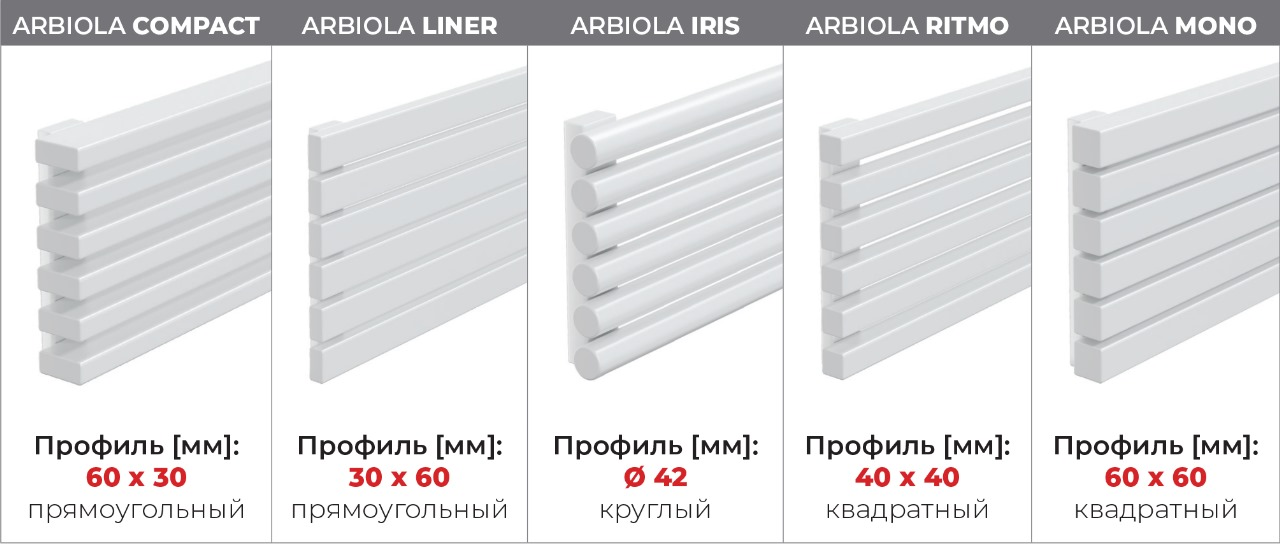 ARBIOLA COMPACT
ARBIOLA LINER
ARBIOLA IRIS
ARBIOLA RITMO
ARBIOLA MONO
Профиль [мм]:
60 x 30
прямоугольный
Профиль [мм]:
30 x 60
прямоугольный
Профиль [мм]:
Ø 42
круглый
Профиль [мм]:
40 x 40
квадратный
Профиль [мм]:
60 x 60
квадратный